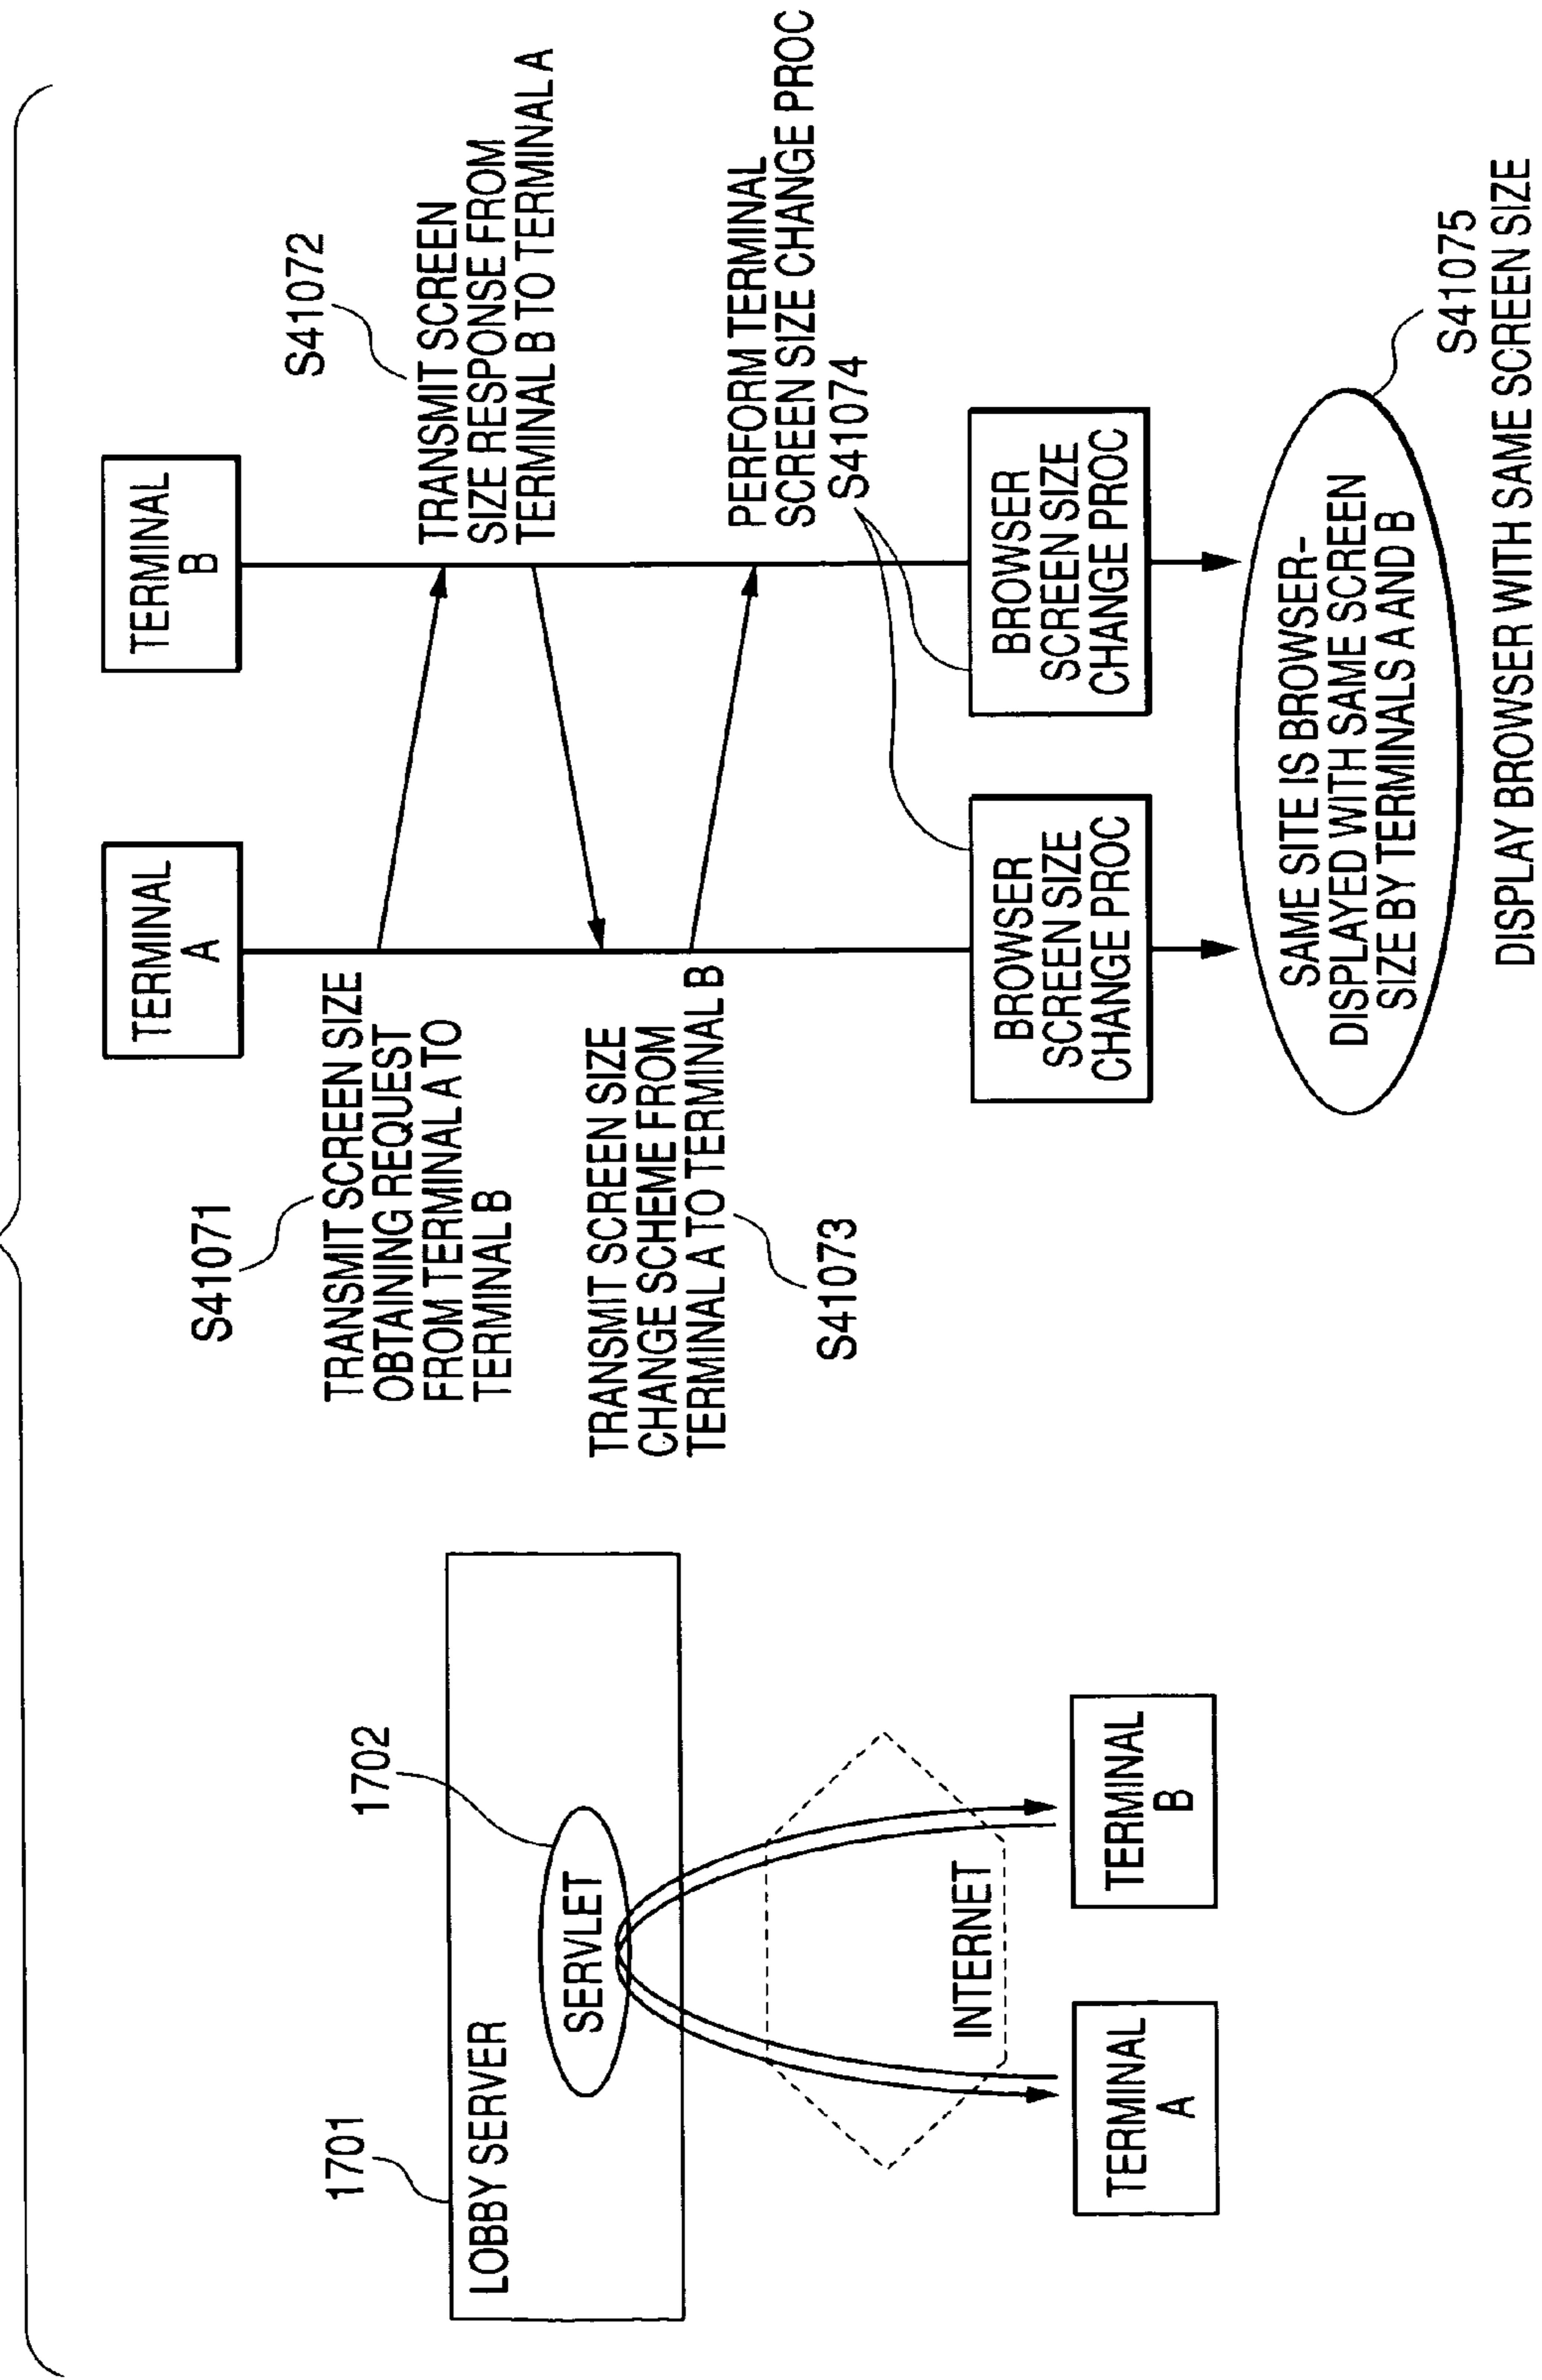 1701
LOBBY SERVER
1702
SERVLET
INTERNET
TERMINAL
A
TERMINAL
B
TERMINAL
A
TERMINAL
B
S41071
TRANSMIT SCREEN SIZE
OBTAINING REQUEST
FROM TERMINAL A TO
TERMINAL B
S41072
TRANSMIT SCREEN
SIZE RESPONSE FROM
TERMINAL B TO TERMINAL A
TRANSMIT SCREEN SIZE
CHANGE SCHEME FROM
TERMINAL A TO TERMINAL B
S41073
PERFORM TERMINAL
SCREEN SIZE CHANGE PROC
S41074
BROWSER
SCREEN SIZE
CHANGE PROC
BROWSER
SCREEN SIZE
CHANGE PROC
SAME SITE IS BROWSER-
DISPLAYED WITH SAME SCREEN
SIZE BY TERMINALS A AND B
S41075
DISPLAY BROWSER WITH SAME SCREEN SIZE